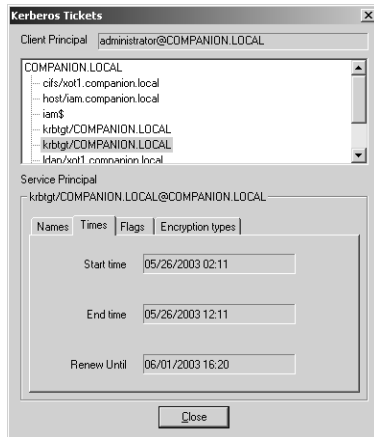 Kerberos Tickets
Client Principal administrator@COMPANION.LOCAL
COMPANION.LOCAL
cifs/xot1.companion.local
host/iam.companion.local
iam$
krbtgt/COMPANION.LOCAL
krbtgt/COMPANION.LOCAL
ldap/xot1.companion.local
Service Principal
krbtgt/COMPANION.LOCAL@COMPANION.LOCAL
Names Times Flags Encryption types
Start time 05/26/2003 02:11
End time 05/26/2003 12:11
Renew Until 06/01/2003 16:20
Close